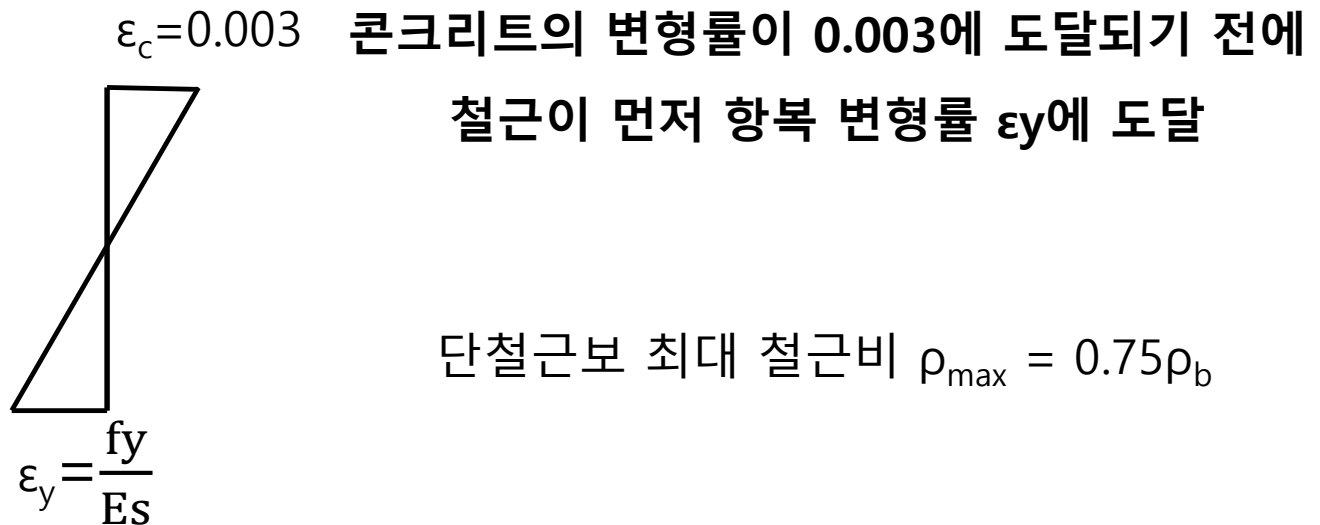 εc=0.003 콘크리트의 변형률이 0.003에 도달되기 전에
철근이 먼저 항복 변형률 εy에 도달
단철근보 최대 철근비 ρmax = 0.75ρb
εy=fy/Es